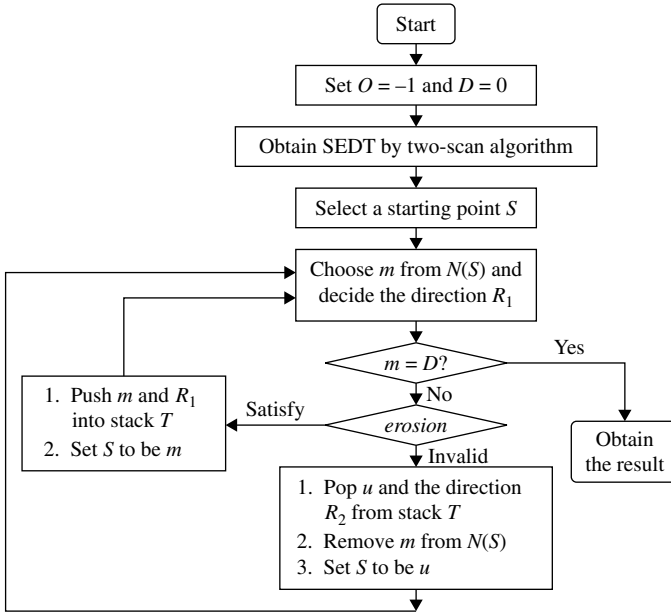 Start
Set O = –1 and D = 0
Obtain SEDT by two-scan algorithm
Select a starting point S
Choose m from N(S) and
decide the direction R1
m = D?
Yes
No
1. Push m and R1
into stack T
2. Set S to be m
Satisfy
erosion
Obtain
the result
Invalid
1. Pop u and the direction
R2 from stack T
2. Remove m from N(S)
3. Set S to be u